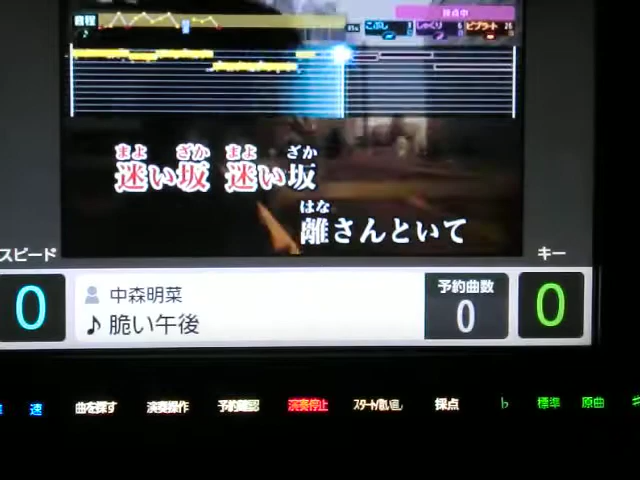 音程
採点中
こぶし
しゃくり
ビブラート 26
まよ ざか まよ ざか
迷い坂 迷い坂
はな
離さんといて
スピード
キー
0
中森明菜
♪ 脆い午後
予約曲数
0
0
速
曲を探す
演奏操作
予約確認
演奏停止
スタート/歌い直し
採点
♭
標準
原曲